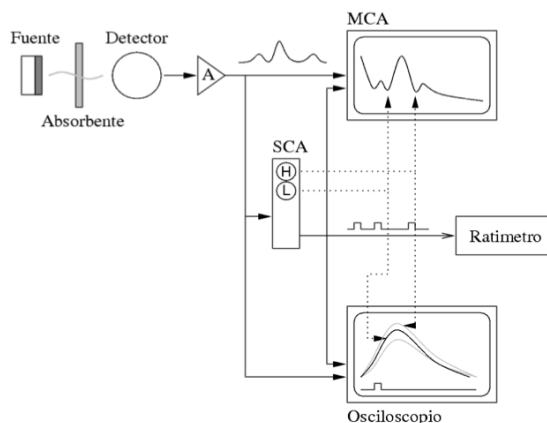 MCA
Fuente
Detector
A
Absorbente
SCA
H
L
Ratimetro
Osciloscopio